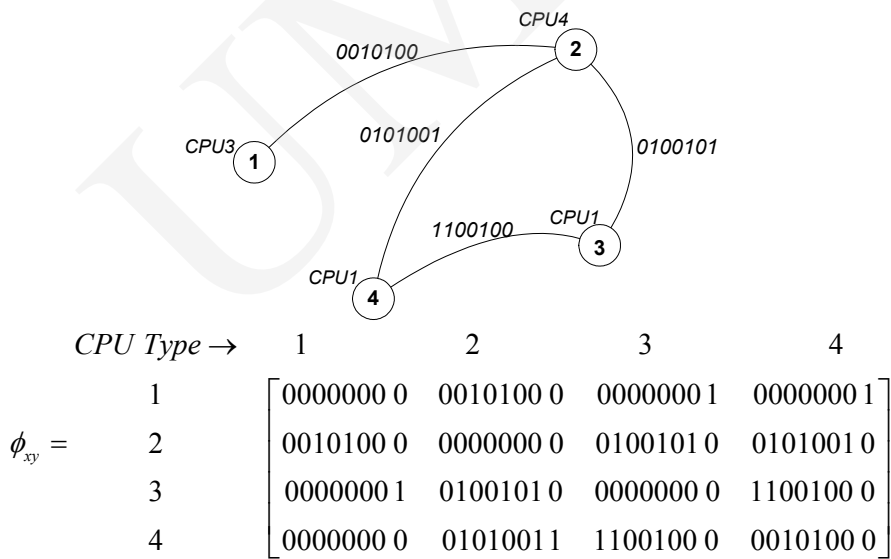 CPU4
2
0010100
CPU3
1
0101001
0100101
1100100
CPU1
3
CPU1
4
CPU Type → 1 2 3 4
1 0000000 0 0010100 0 0000000 1 0000000 1
ϕxy = 2 0010100 0 0000000 0 0100101 0 0101001 0
3 0000000 1 0100101 0 0000000 0 1100100 0
4 0000000 0 0101001 1 1100100 0 0010100 0